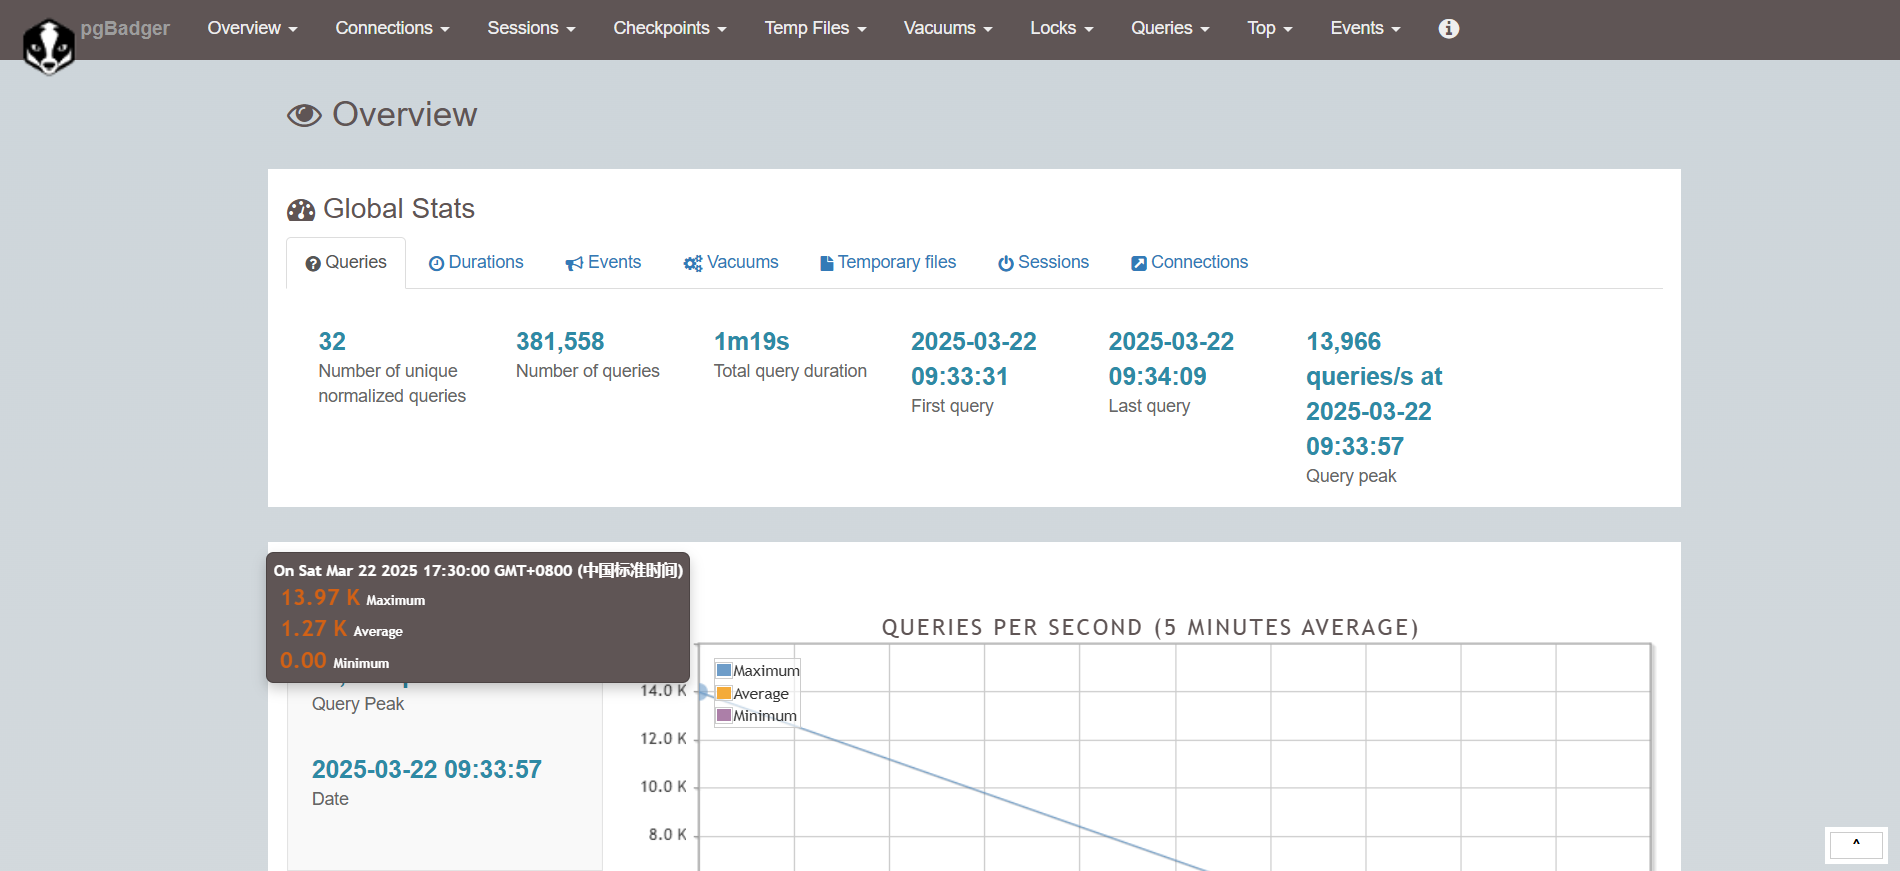 pgBadger Overview Connections Sessions Checkpoints Temp Files Vacuums Locks Queries Top Events
Overview
Global Stats
Queries Durations Events Vacuums Temporary files Sessions Connections
32
Number of unique
normalized queries
381,558
Number of queries
1m19s
Total query duration
2025-03-22
09:33:31
First query
2025-03-22
09:34:09
Last query
13,966
queries/s at
2025-03-22
09:33:57
Query peak
On Sat Mar 22 2025 17:30:00 GMT+0800 (中国标准时间)
13.97 K Maximum
1.27 K Average
0.00 Minimum
Query Peak
2025-03-22 09:33:57
Date
QUERIES PER SECOND (5 MINUTES AVERAGE)
Maximum
Average
Minimum
14.0 K
12.0 K
10.0 K
8.0 K
^